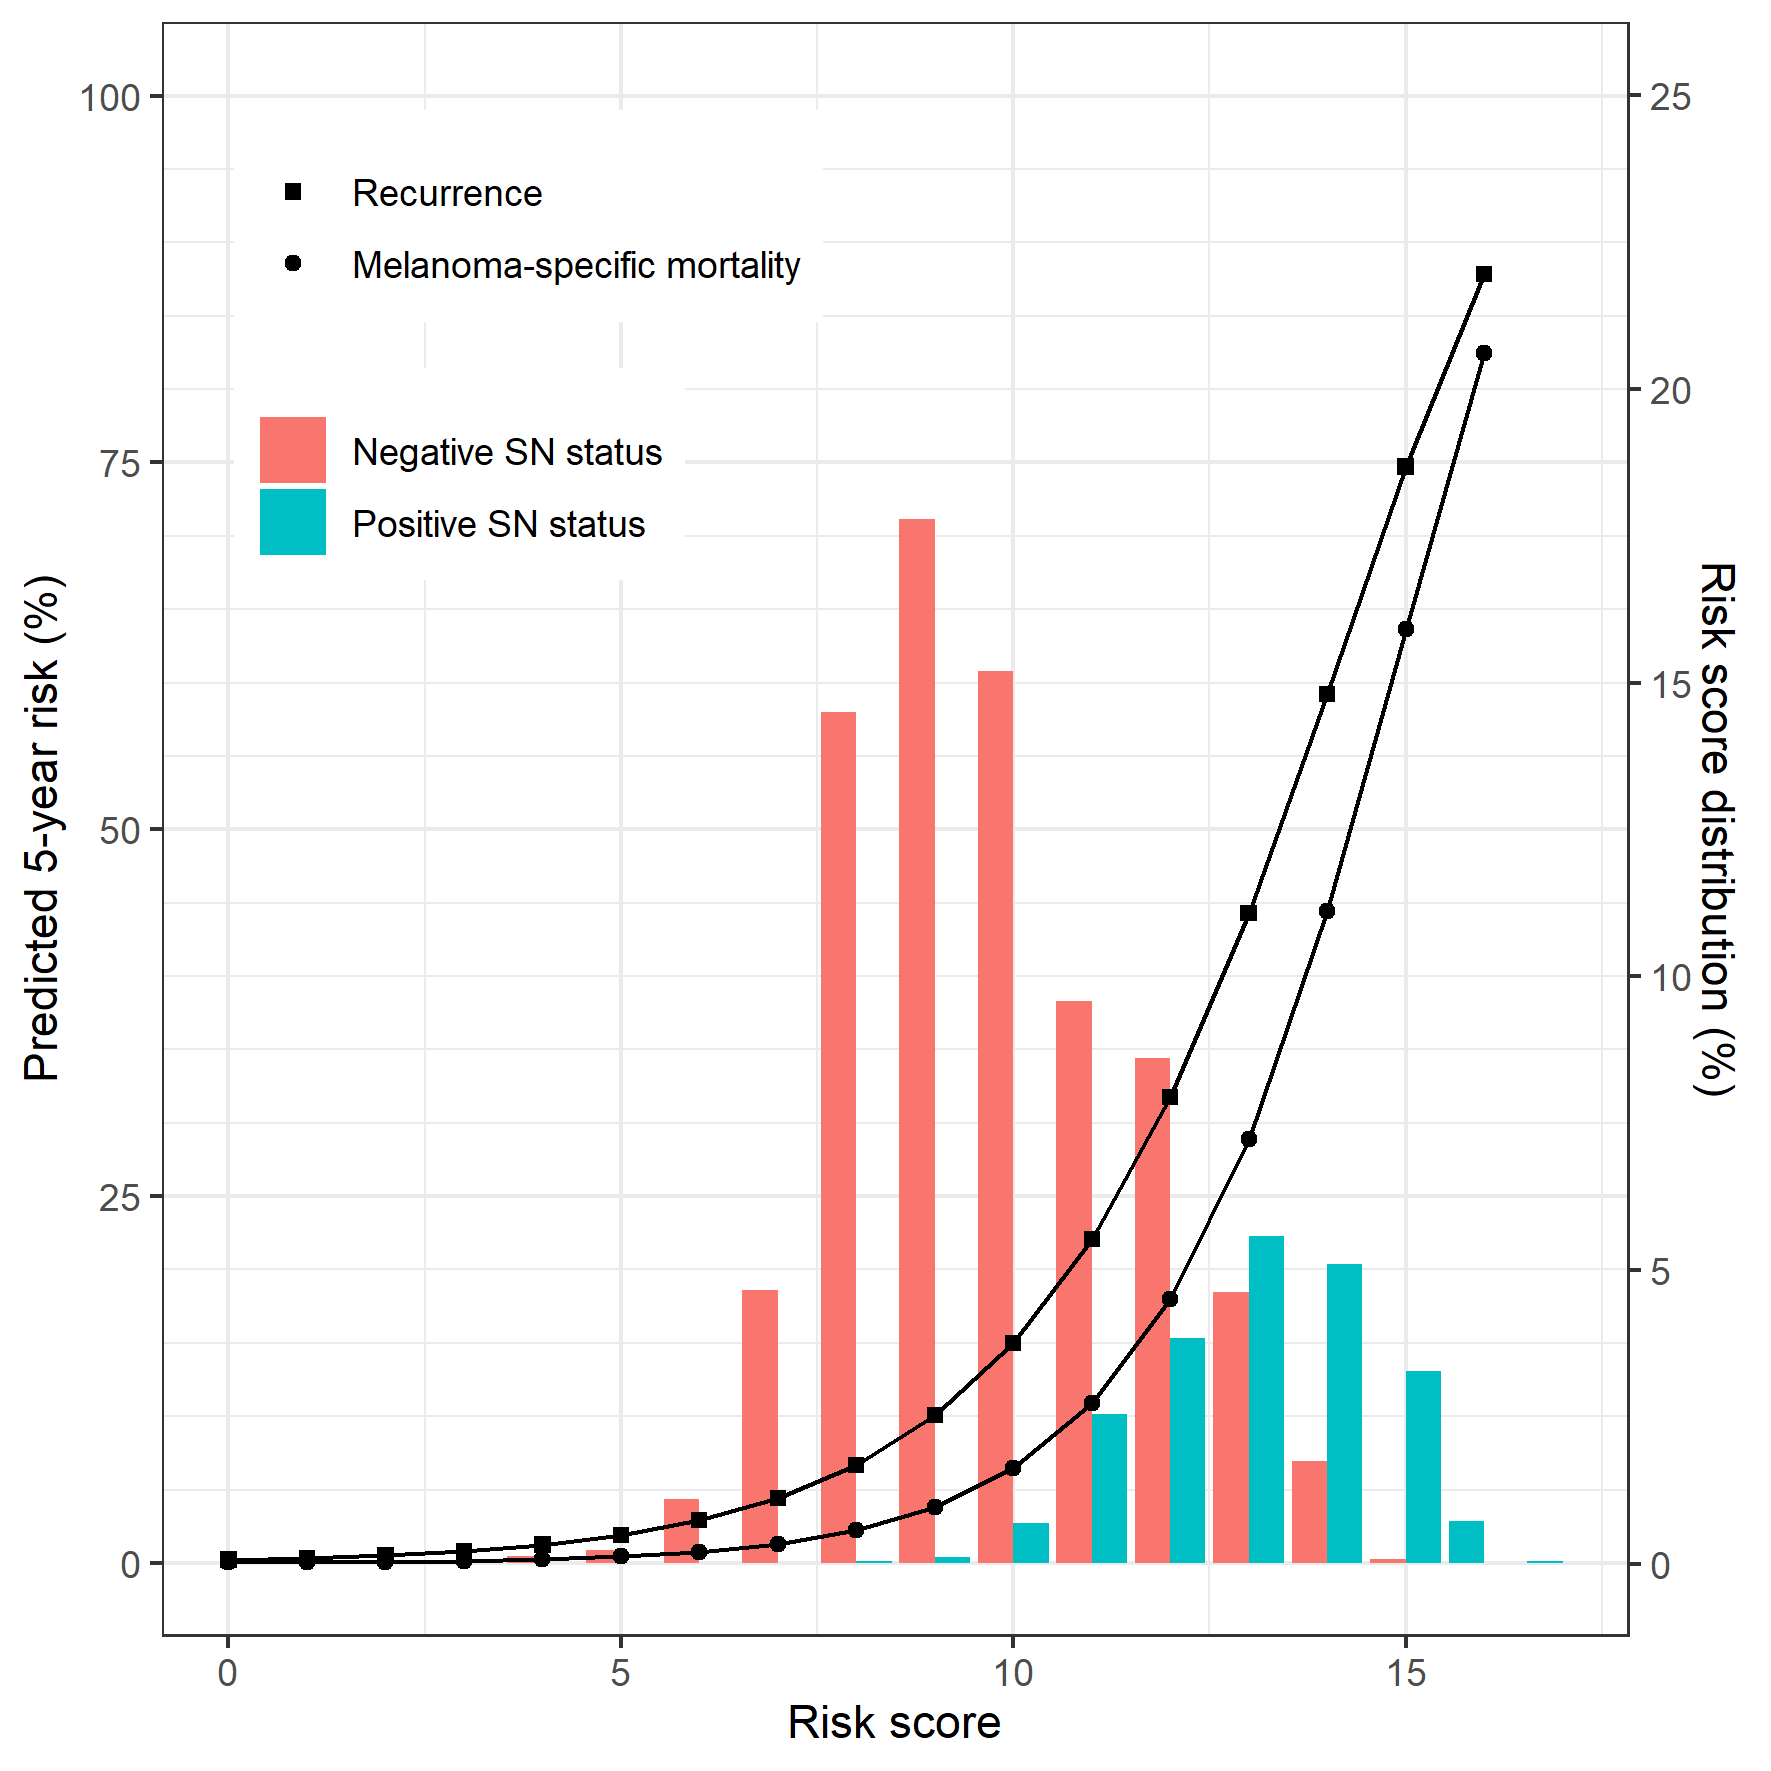 Recurrence
Melanoma-specific mortality
Negative SN status
Positive SN status
Predicted 5-year risk (%)
100
75
50
25
0
Risk score distribution (%)
25
20
15
10
5
0
0 5 10 15
Risk score